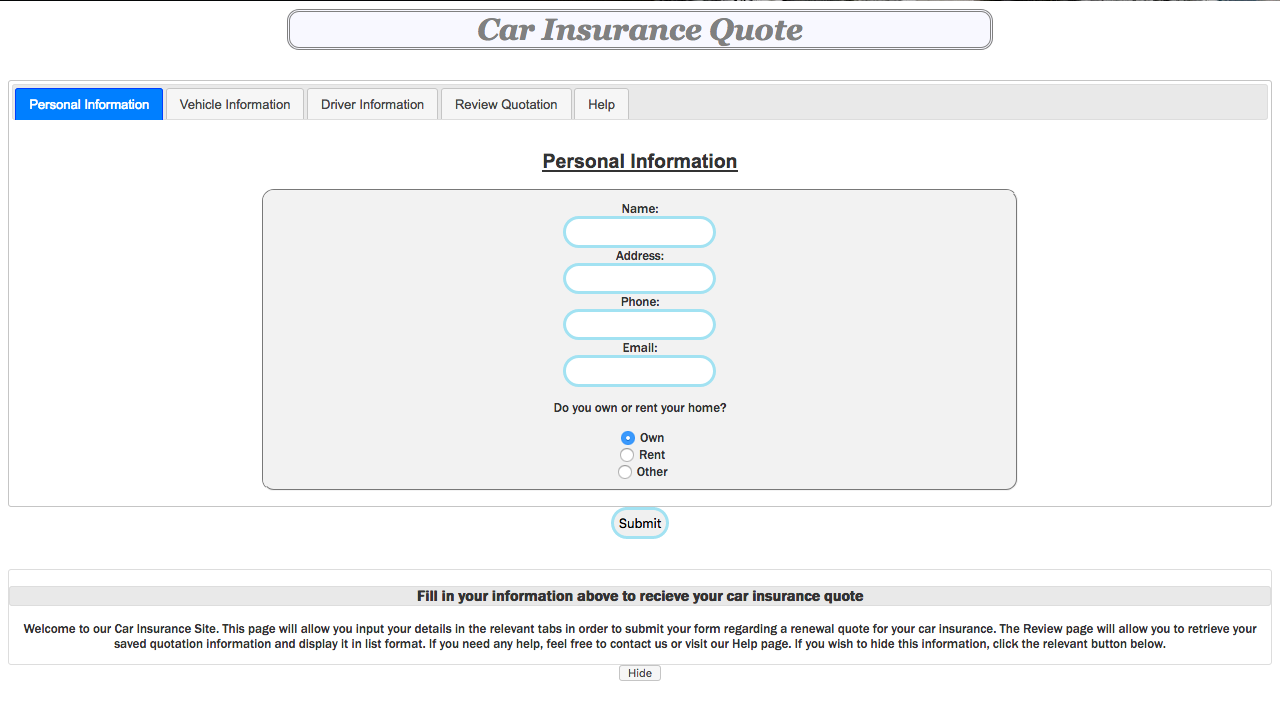 Car Insurance Quote
Personal Information
Vehicle Information
Driver Information
Review Quotation
Help
Personal Information
Name:
Address:
Phone:
Email:
Do you own or rent your home?
Own
Rent
Other
Submit
Fill in your information above to recieve your car insurance quote
Welcome to our Car Insurance Site. This page will allow you input your details in the relevant tabs in order to submit your form regarding a renewal quote for your car insurance. The Review page will allow you to retrieve your
saved quotation information and display it in list format. If you need any help, feel free to contact us or visit our Help page. If you wish to hide this information, click the relevant button below.
Hide